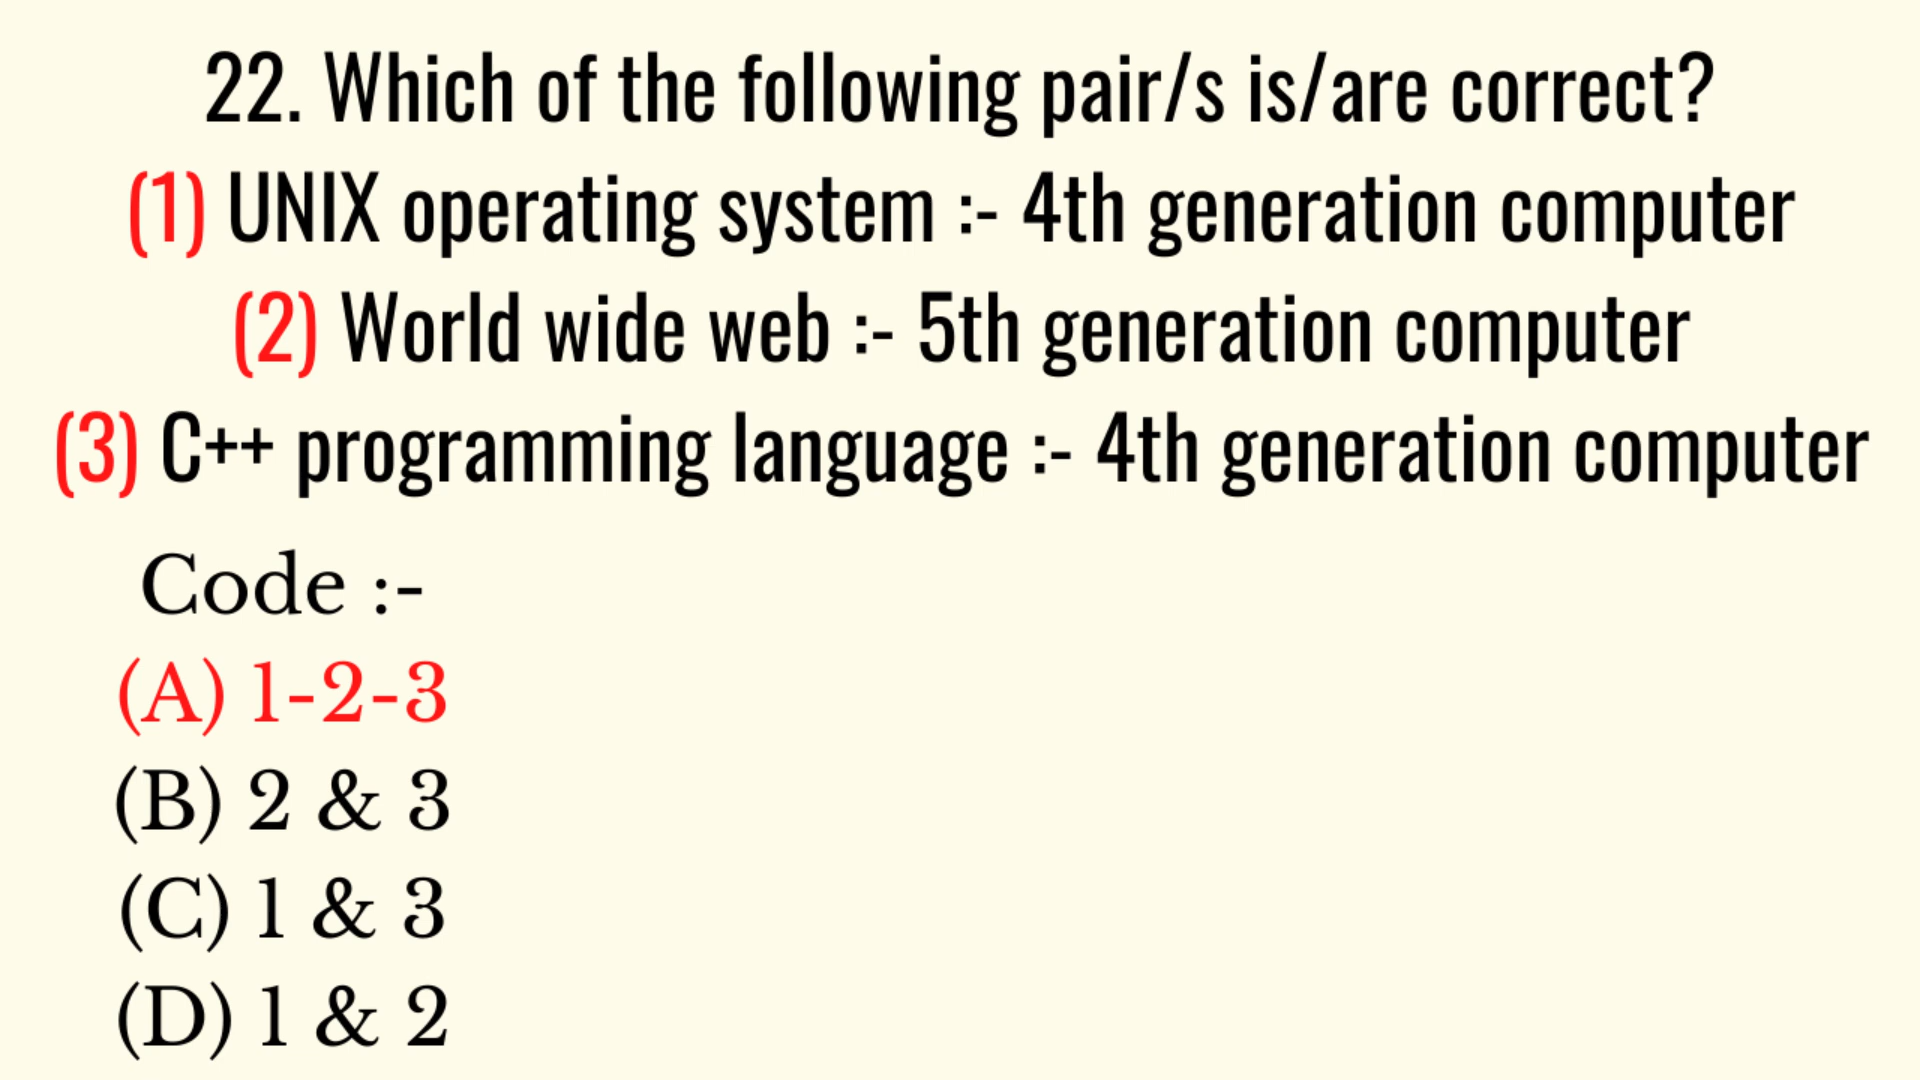 22. Which of the following pair/s is/are correct?
(1) UNIX operating system :- 4th generation computer
(2) World wide web :- 5th generation computer
(3) C++ programming language :- 4th generation computer
Code :-
(A) 1-2-3
(B) 2 & 3
(C) 1 & 3
(D) 1 & 2